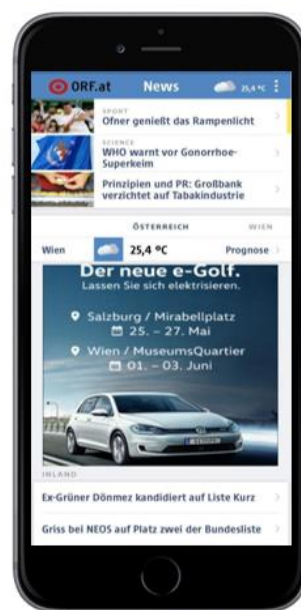 ORF.at News 25,4 °C
SPORT
Ofner genießt das Rampenlicht
SCIENCE
WHO warnt vor Gonorrhoe-
Superkeim
Prinzipien und PR: Großbank
verzichtet auf Tabakindustrie
ÖSTERREICH WIEN
Wien 25,4 °C Prognose
Der neue e-Golf.
Lassen Sie sich elektrisieren.
Salzburg / Mirabellplatz
25. – 27. Mai
Wien / MuseumsQuartier
01. – 03. Juni
INLAND
Ex-Grüner Dönmez kandidiert auf Liste Kurz
Griss bei NEOS auf Platz zwei der Bundesliste